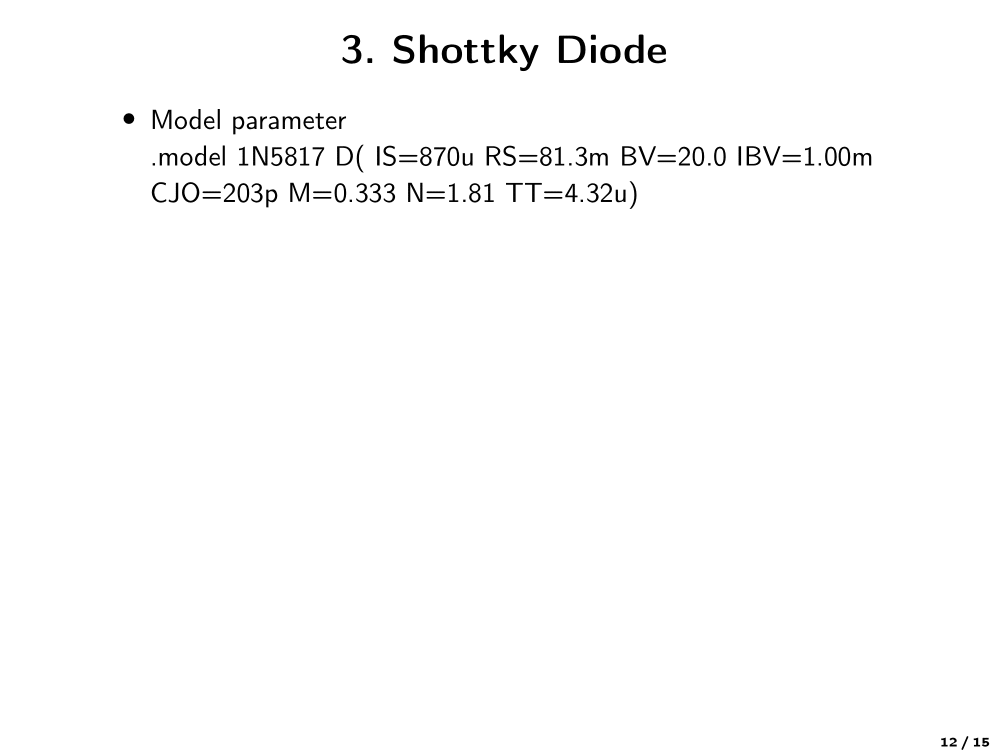 3. Shottky Diode
• Model parameter
.model 1N5817 D( IS=870u RS=81.3m BV=20.0 IBV=1.00m
CJO=203p M=0.333 N=1.81 TT=4.32u)
12 / 15